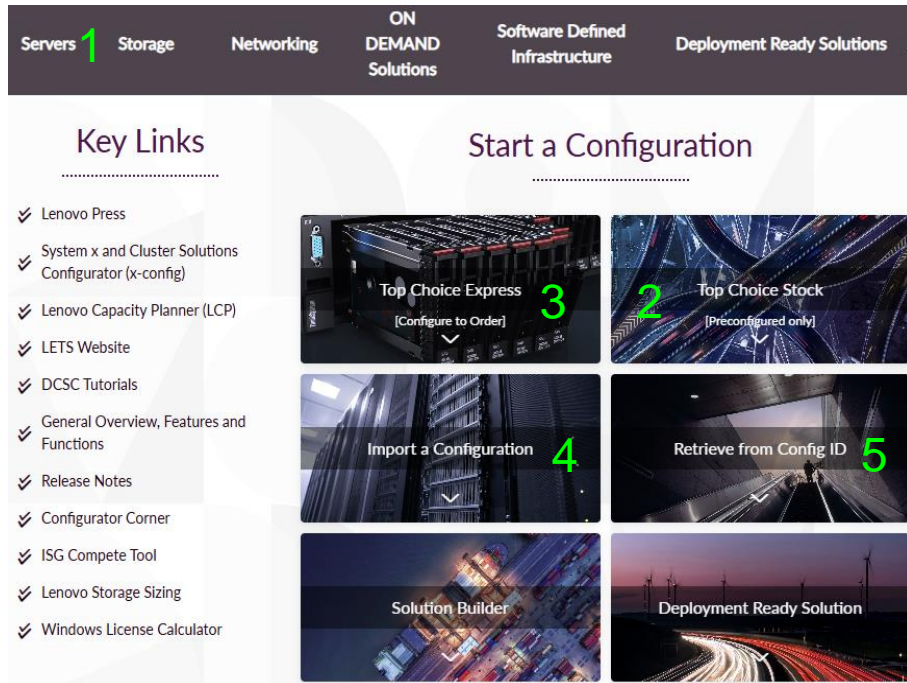 Servers 1 Storage Networking ON
DEMAND
Solutions Software Defined
Infrastructure Deployment Ready Solutions
Key Links
Start a Configuration
Lenovo Press
System x and Cluster Solutions
Configurator (x-config)
Lenovo Capacity Planner (LCP)
LETS Website
DCSC Tutorials
General Overview, Features and
Functions
Release Notes
Configurator Corner
ISG Compete Tool
Lenovo Storage Sizing
Windows License Calculator
Top Choice Express 3
[Configure to Order]
2 Top Choice Stock
[Preconfigured only]
Import a Configuration 4
Retrieve from Config ID 5
Solution Builder
Deployment Ready Solution